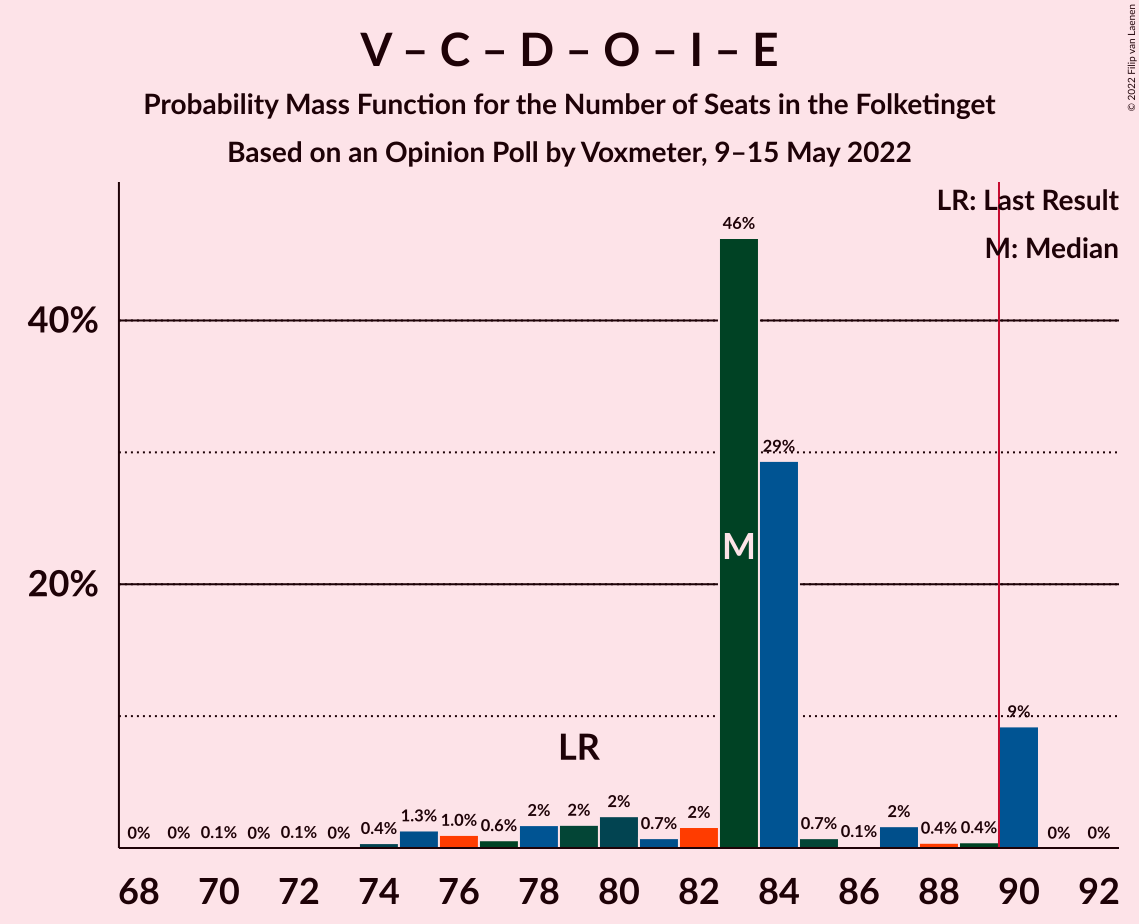 V – C – D – O – I – E
Probability Mass Function for the Number of Seats in the Folketinget
Based on an Opinion Poll by Voxmeter, 9–15 May 2022
© 2022 Filip van Laenen
LR: Last Result
M: Median
40%
20%
46%
29%
M
9%
LR
0% 0% 0.1% 0% 0.1% 0% 0.4% 1.3% 1.0% 0.6% 2% 2% 2% 0.7% 2% 0.7% 0.1% 2% 0.4% 0.4% 0% 0%
68 70 72 74 76 78 80 82 84 86 88 90 92